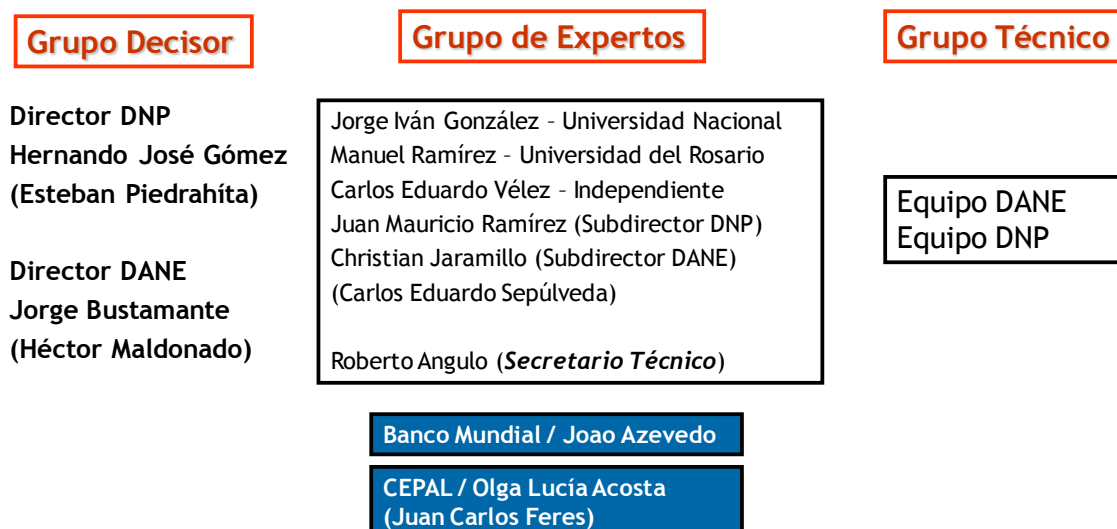 Grupo Decisor
Director DNP
Hernando José Gómez
(Esteban Piedrahíta)
Director DANE
Jorge Bustamante
(Héctor Maldonado)
Grupo de Expertos
Jorge Iván González – Universidad Nacional
Manuel Ramírez – Universidad del Rosario
Carlos Eduardo Vélez – Independiente
Juan Mauricio Ramírez (Subdirector DNP)
Christian Jaramillo (Subdirector DANE)
(Carlos Eduardo Sepúlveda)
Roberto Angulo (Secretario Técnico)
Banco Mundial / Joao Azevedo
CEPAL / Olga Lucía Acosta
(Juan Carlos Feres)
Grupo Técnico
Equipo DANE
Equipo DNP